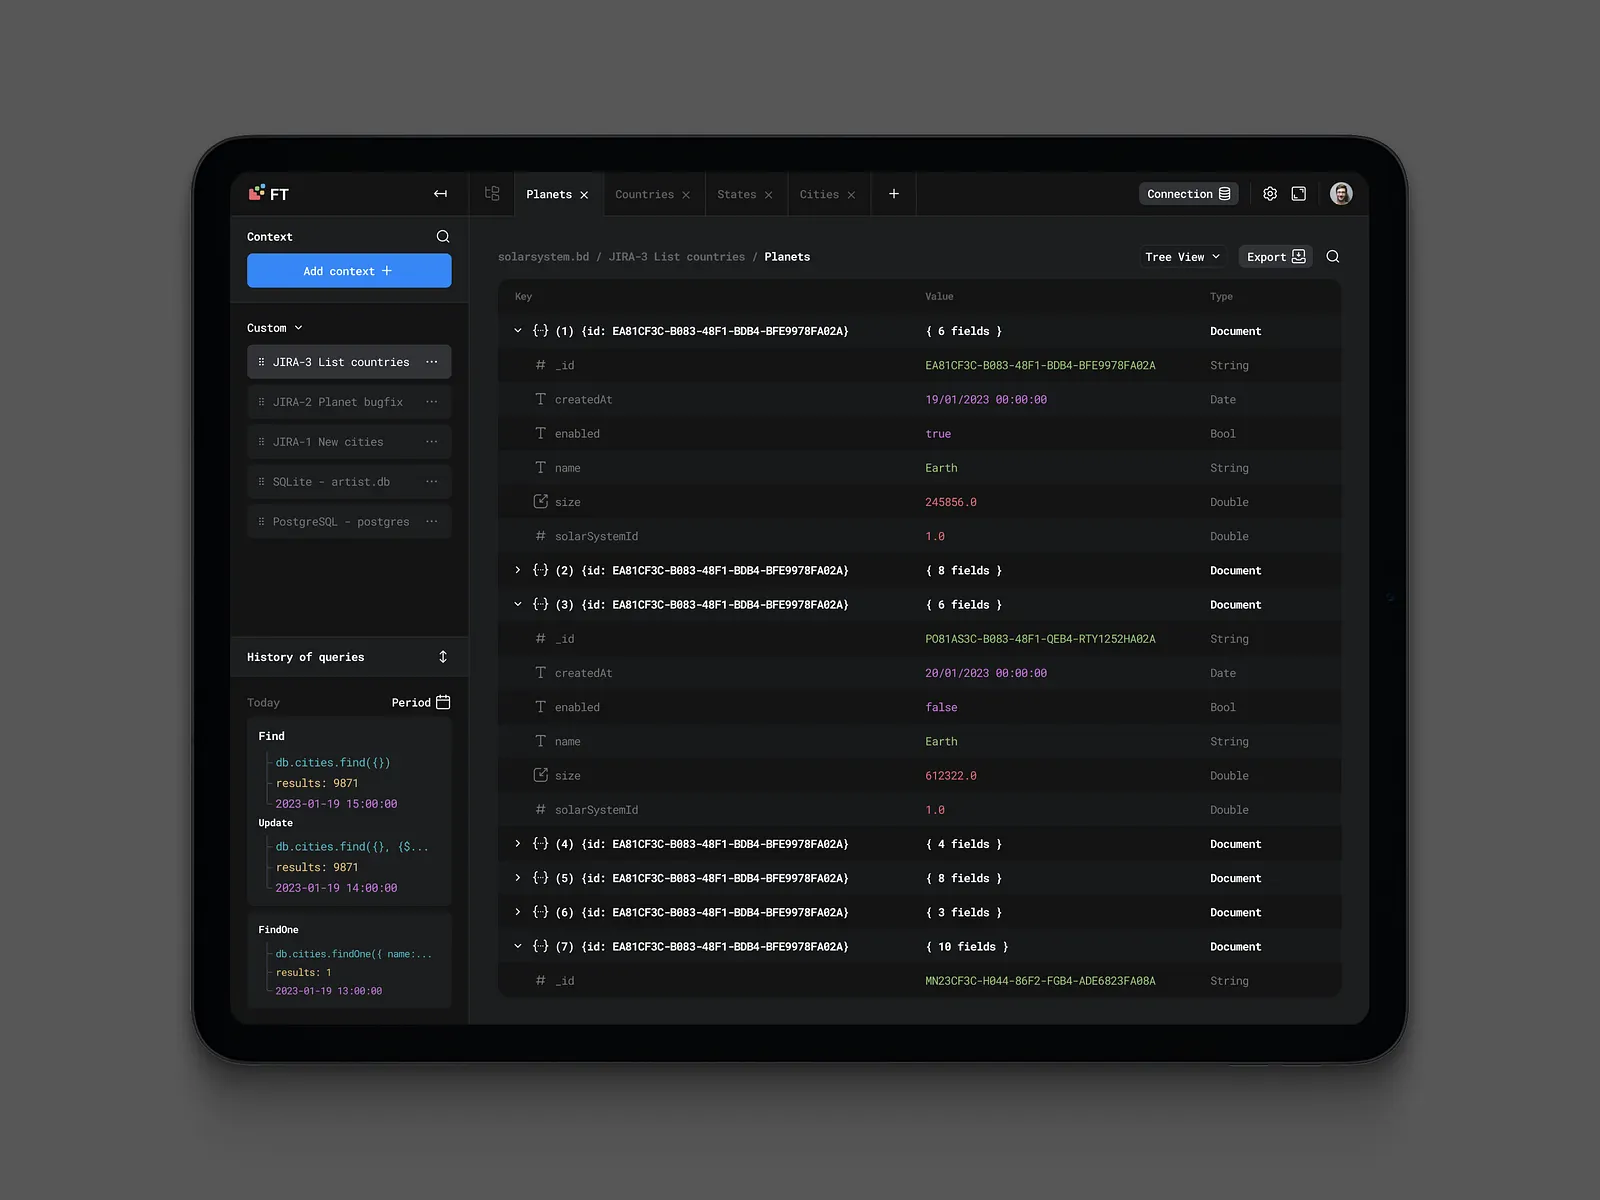 FT
Planets
Countries
States
Cities
Connection
Context
Add context
Custom
JIRA-3 List countries
JIRA-2 Planet bugfix
JIRA-1 New cities
SQLite - artist.db
PostgreSQL - postgres
History of queries
Today
Period
Find
db.cities.find({})
results: 9871
2023-01-19 15:00:00
Update
db.cities.find({}, {$...
results: 9871
2023-01-19 14:00:00
FindOne
db.cities.findOne({ name:...
results: 1
2023-01-19 13:00:00
solarsystem.bd / JIRA-3 List countries / Planets
Tree View
Export
Key Value Type
{··} (1) {id: EA81CF3C-B083-48F1-BDB4-BFE9978FA02A} { 6 fields } Document
# _id EA81CF3C-B083-48F1-BDB4-BFE9978FA02A String
T createdAt 19/01/2023 00:00:00 Date
T enabled true Bool
T name Earth String
size 245856.0 Double
# solarSystemId 1.0 Double
{··} (2) {id: EA81CF3C-B083-48F1-BDB4-BFE9978FA02A} { 8 fields } Document
{··} (3) {id: EA81CF3C-B083-48F1-BDB4-BFE9978FA02A} { 6 fields } Document
# _id PO81AS3C-B083-48F1-QEB4-RTY1252HA02A String
T createdAt 20/01/2023 00:00:00 Date
T enabled false Bool
T name Earth String
size 612322.0 Double
# solarSystemId 1.0 Double
{··} (4) {id: EA81CF3C-B083-48F1-BDB4-BFE9978FA02A} { 4 fields } Document
{··} (5) {id: EA81CF3C-B083-48F1-BDB4-BFE9978FA02A} { 8 fields } Document
{··} (6) {id: EA81CF3C-B083-48F1-BDB4-BFE9978FA02A} { 3 fields } Document
{··} (7) {id: EA81CF3C-B083-48F1-BDB4-BFE9978FA02A} { 10 fields } Document
# _id MN23CF3C-H044-86F2-FGB4-ADE6823FA08A String